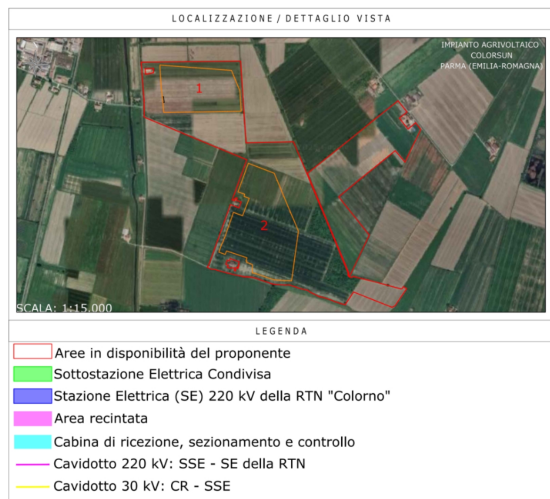 LOCALIZZAZIONE / DETTAGLIO VISTA
IMPIANTO AGRIVOLTAICO
COLORSUN
PARMA (EMILIA-ROMAGNA)
1
2
SCALA: 1:15.000
LEGENDA
Aree in disponibilità del proponente
Sottostazione Elettrica Condivisa
Stazione Elettrica (SE) 220 kV della RTN "Colorno"
Area recintata
Cabina di ricezione, sezionamento e controllo
Cavidotto 220 kV: SSE - SE della RTN
Cavidotto 30 kV: CR - SSE